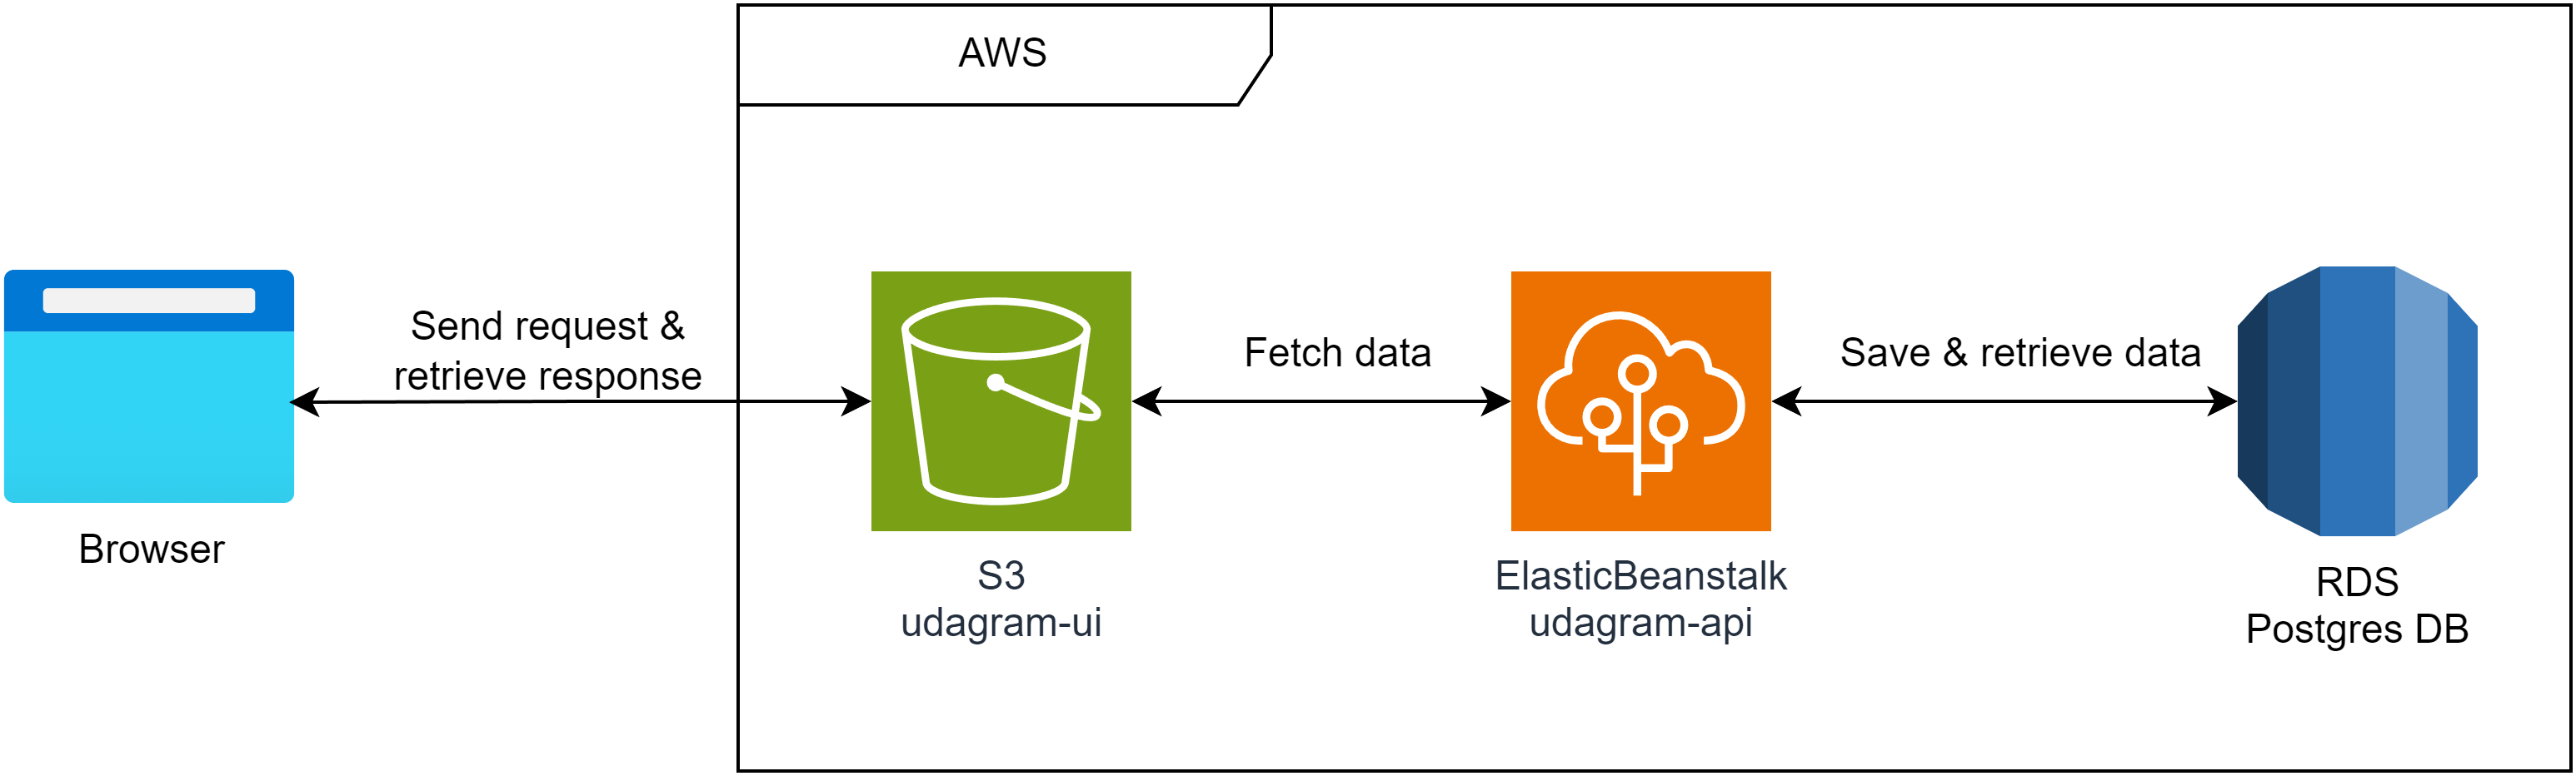 AWS
Send request &
retrieve response
Fetch data
Save & retrieve data
Browser
S3
udagram-ui
ElasticBeanstalk
udagram-api
RDS
Postgres DB